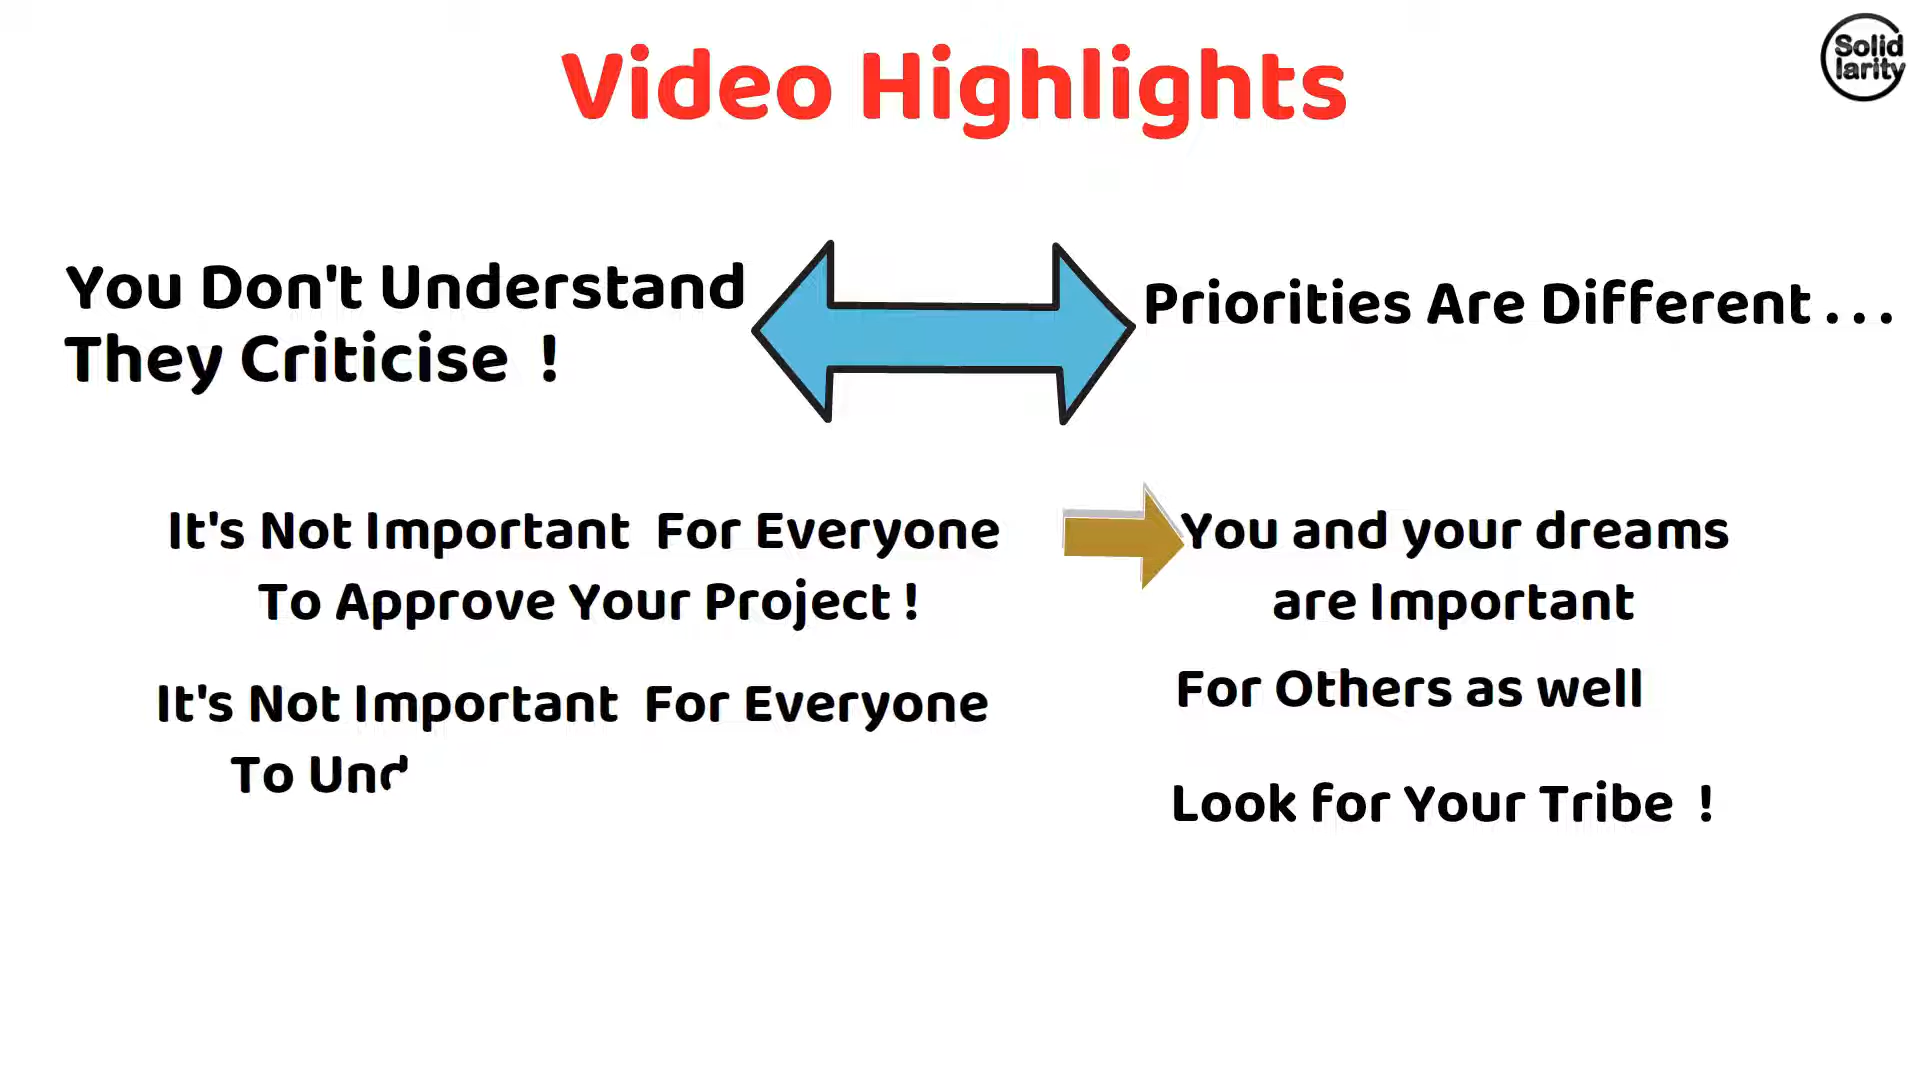 Video Highlights
Solid
larity
You Don't Understand
They Criticise !
Priorities Are Different . . .
It's Not Important For Everyone
To Approve Your Project !
You and your dreams
are Important
For Others as well
It's Not Important For Everyone
To Und
Look for Your Tribe !